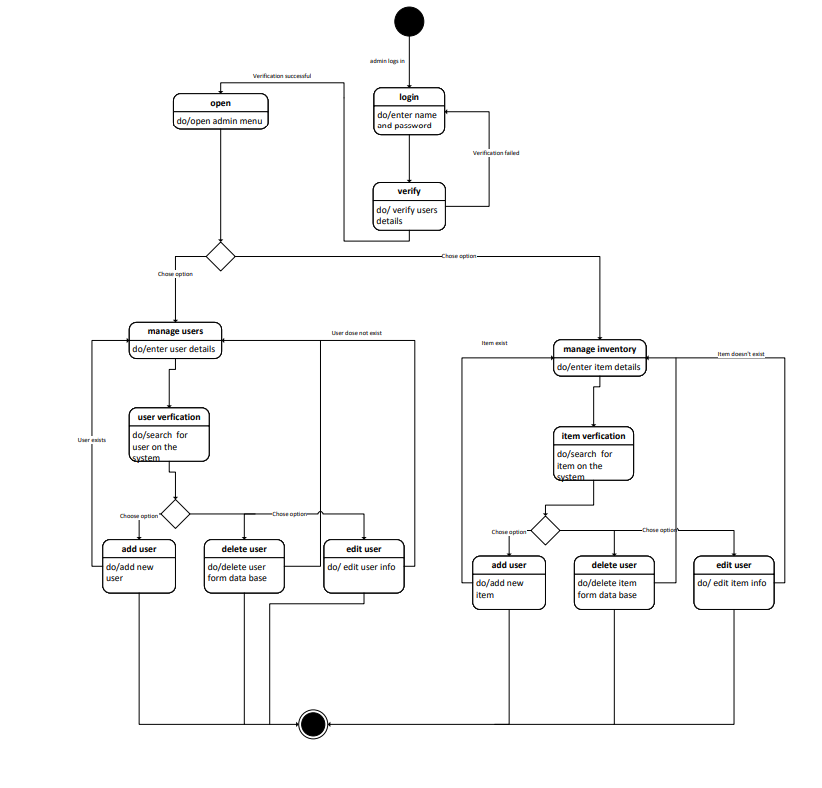 admin logs in
Verification successful
open
do/open admin menu
login
do/enter name
and password
Verification failed
verify
do/ verify users
details
Chose option
Chose option
manage users
do/enter user details
User dose not exist
Item exist
manage inventory
do/enter item details
Item doesn't exist
user verfication
do/search for
user on the
system
User exists
item verfication
do/search for
item on the
system
Choose option
Chose option
Chose option
Chose option
add user
do/add new
user
delete user
do/delete user
form data base
edit user
do/ edit user info
add user
do/add new
item
delete user
do/delete item
form data base
edit user
do/ edit item info